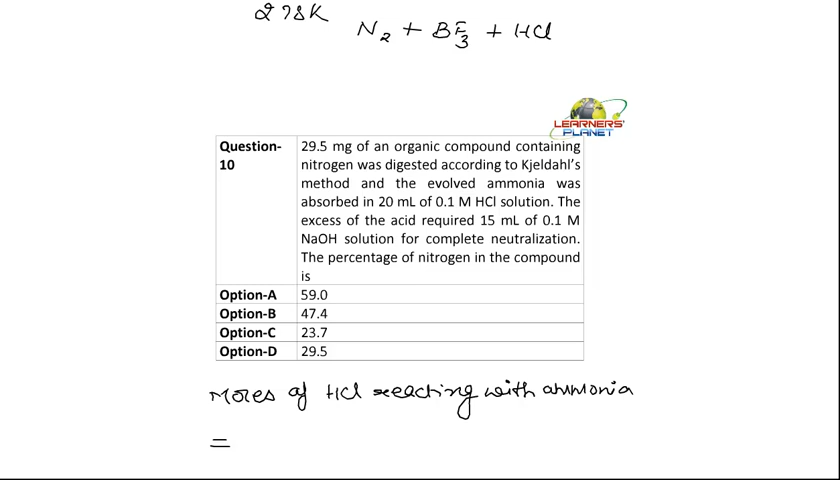 278K
N2 + BF3 + HCl
LEARNERS'
PLANET
Question-10
29.5 mg of an organic compound containing
nitrogen was digested according to Kjeldahl's
method and the evolved ammonia was
absorbed in 20 mL of 0.1 M HCl solution. The
excess of the acid required 15 mL of 0.1 M
NaOH solution for complete neutralization.
The percentage of nitrogen in the compound
is
Option-A 59.0
Option-B 47.4
Option-C 23.7
Option-D 29.5
Moles of HCl reacting with ammonia
=